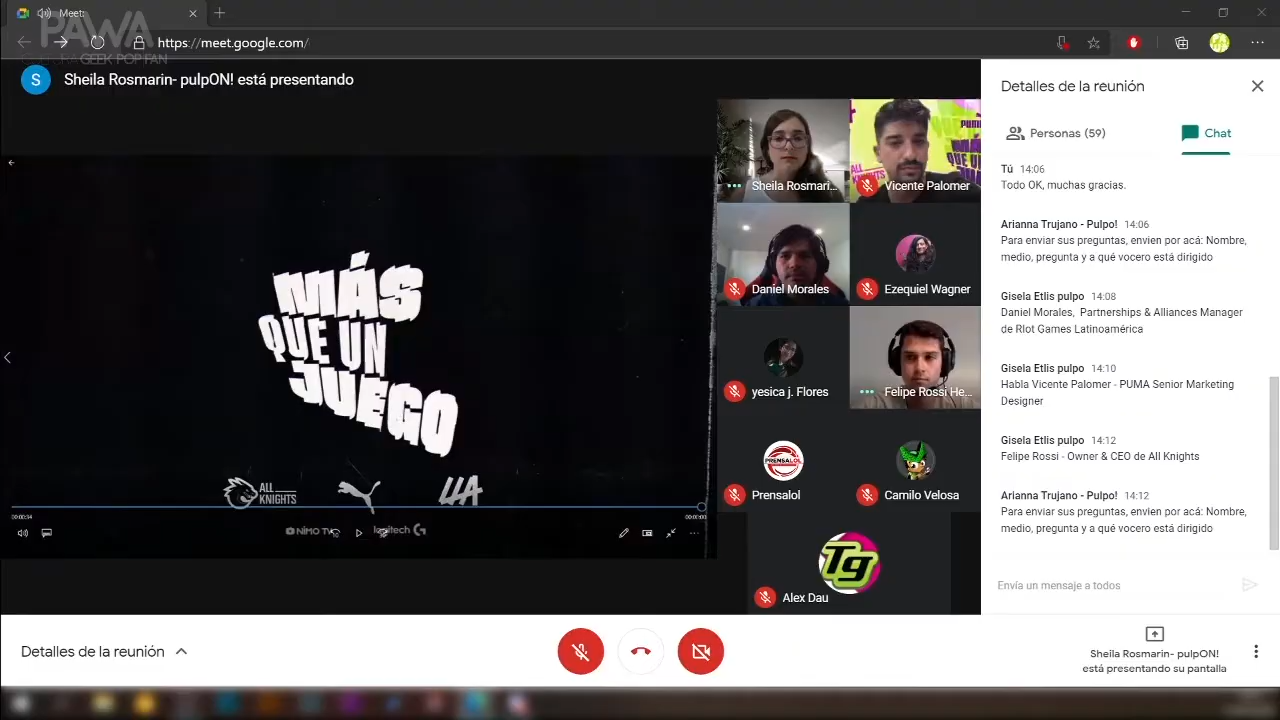 Meet:
PAWA
GEEK POP FAN
https://meet.google.com/
S
Sheila Rosmarin- pulpON! está presentando
MÁS
QUE UN
JUEGO
ALL
KNIGHTS
LLA
NIMO TV
logitech G
Sheila Rosmari...
Vicente Palomer
Daniel Morales
Ezequiel Wagner
yesica j. Flores
Felipe Rossi He...
PRENSALOL
Prensalol
Camilo Velosa
Tg
Alex Dau
Detalles de la reunión
Personas (59)
Chat
Tú 14:06
Todo OK, muchas gracias.
Arianna Trujano - Pulpo! 14:06
Para enviar sus preguntas, envien por acá: Nombre,
medio, pregunta y a qué vocero está dirigido
Gisela Etlis pulpo 14:08
Daniel Morales, Partnerships & Alliances Manager
de RIot Games Latinoamérica
Gisela Etlis pulpo 14:10
Habla Vicente Palomer - PUMA Senior Marketing
Designer
Gisela Etlis pulpo 14:12
Felipe Rossi - Owner & CEO de All Knights
Arianna Trujano - Pulpo! 14:12
Para enviar sus preguntas, envien por acá: Nombre,
medio, pregunta y a qué vocero está dirigido
Envía un mensaje a todos
Detalles de la reunión
Sheila Rosmarin- pulpON!
está presentando su pantalla